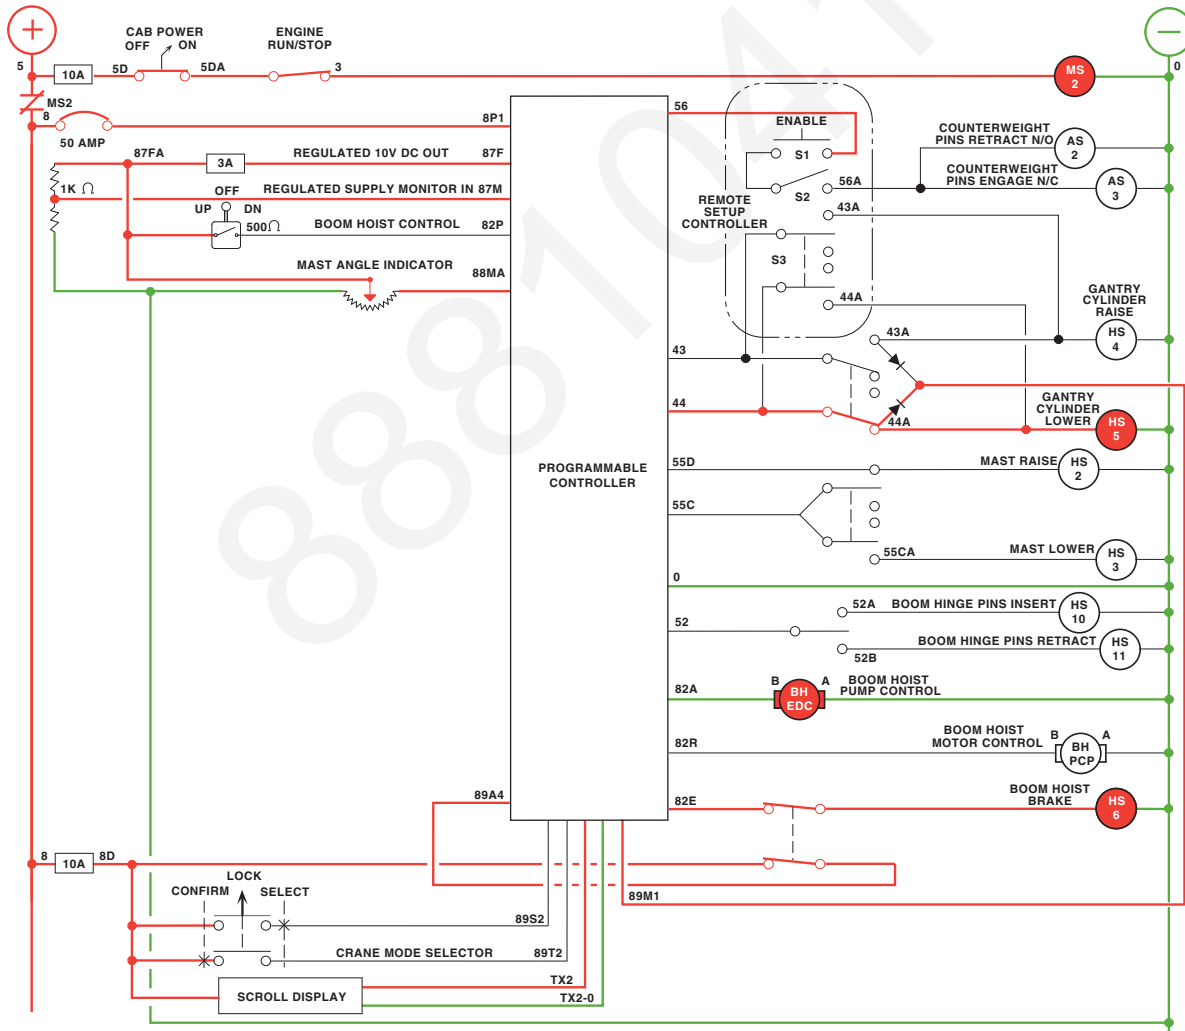 +
−
CAB POWER
OFF ON
ENGINE
RUN/STOP
5 10A 5D 5DA 3 MS 2 0
MS2
8 8P1
50 AMP
56
ENABLE
S1
COUNTERWEIGHT
PINS RETRACT N/O AS 2
87FA 3A REGULATED 10V DC OUT 87F
COUNTERWEIGHT
PINS ENGAGE N/C AS 3
56A
S2
1K Ω REGULATED SUPPLY MONITOR IN 87M
OFF
UP DN
500Ω BOOM HOIST CONTROL 82P
REMOTE
SETUP
CONTROLLER
43A
S3
MAST ANGLE INDICATOR 88MA
44A
GANTRY
CYLINDER
RAISE HS 4
43A
43
44
44A
GANTRY
CYLINDER
LOWER HS 5
PROGRAMMABLE
CONTROLLER
55D MAST RAISE HS 2
55C
55CA MAST LOWER HS 3
0
52A BOOM HINGE PINS INSERT HS 10
52
52B BOOM HINGE PINS RETRACT HS 11
82A B BH EDC A BOOM HOIST
PUMP CONTROL
82R BOOM HOIST
MOTOR CONTROL B BH PCP A
89A4
82E BOOM HOIST
BRAKE HS 6
8 10A 8D
LOCK
CONFIRM SELECT
89M1
89S2
CRANE MODE SELECTOR 89T2
SCROLL DISPLAY
TX2
TX2-0